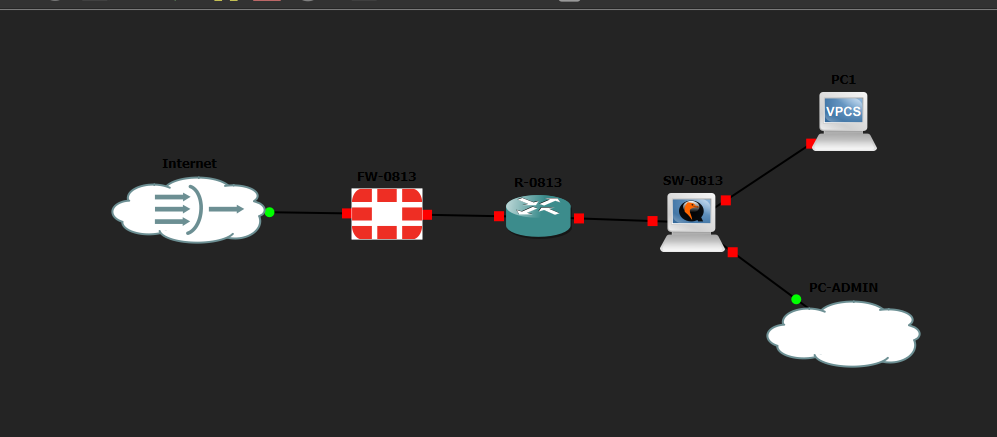 PC1
VPCS
Internet
FW-0813
R-0813
SW-0813
PC-ADMIN